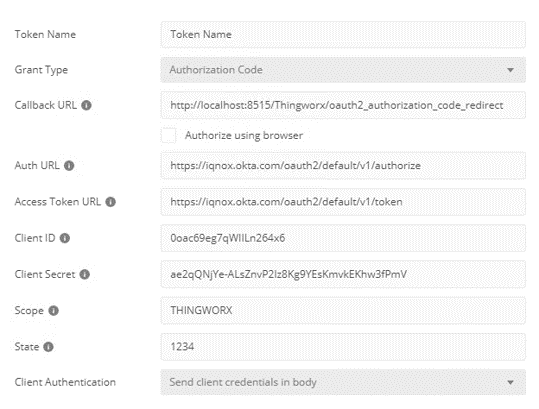 Token Name Token Name
Grant Type Authorization Code
Callback URL http://localhost:8515/Thingworx/oauth2_authorization_code_redirect
Authorize using browser
Auth URL https://iqnox.okta.com/oauth2/default/v1/authorize
Access Token URL https://iqnox.okta.com/oauth2/default/v1/token
Client ID 0oac69eg7qWIlLn264x6
Client Secret ae2qQNjYe-ALsZnvP2Iz8Kg9YEsKmvkEKhw3fPmV
Scope THINGWORX
State 1234
Client Authentication Send client credentials in body